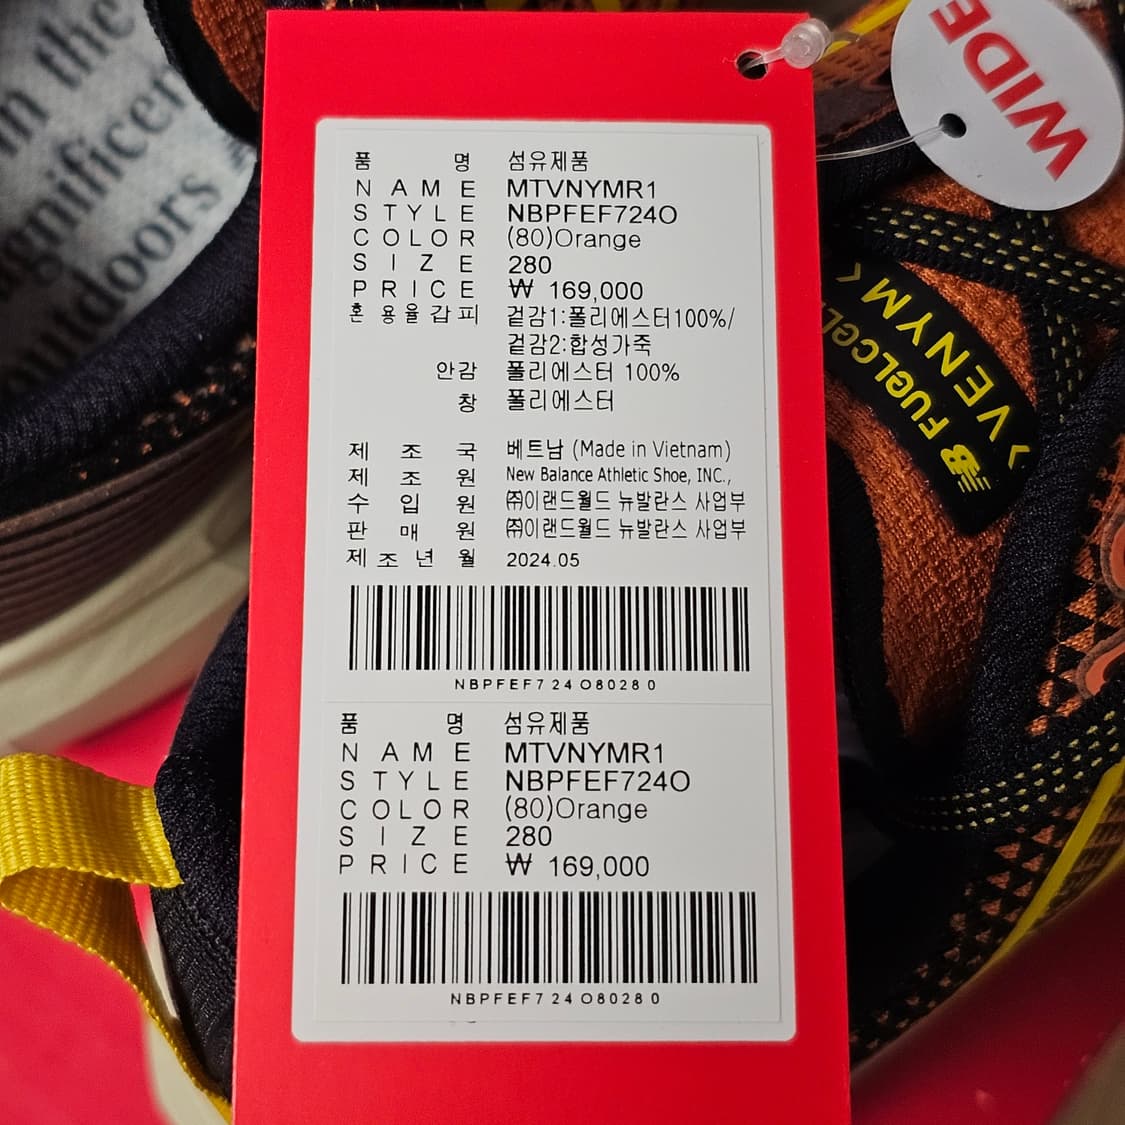 in the
agnificen
outdoors
WIDE
FUELCEL
VENYM
품 명 섬유제품
NAME MTVNYMR1
STYLE NBPFEF724O
COLOR (80)Orange
SIZE 280
PRICE ₩ 169,000
혼용율갑피 겉감1:폴리에스터100%/
겉감2:합성가죽
안감 폴리에스터 100%
창 폴리에스터
제조국 베트남 (Made in Vietnam)
제조원 New Balance Athletic Shoe, INC.,
수입원 ㈜이랜드월드 뉴발란스 사업부
판매원 ㈜이랜드월드 뉴발란스 사업부
제조년월 2024.05
NBPFEF724O80280
품 명 섬유제품
NAME MTVNYMR1
STYLE NBPFEF724O
COLOR (80)Orange
SIZE 280
PRICE ₩ 169,000
NBPFEF724O80280